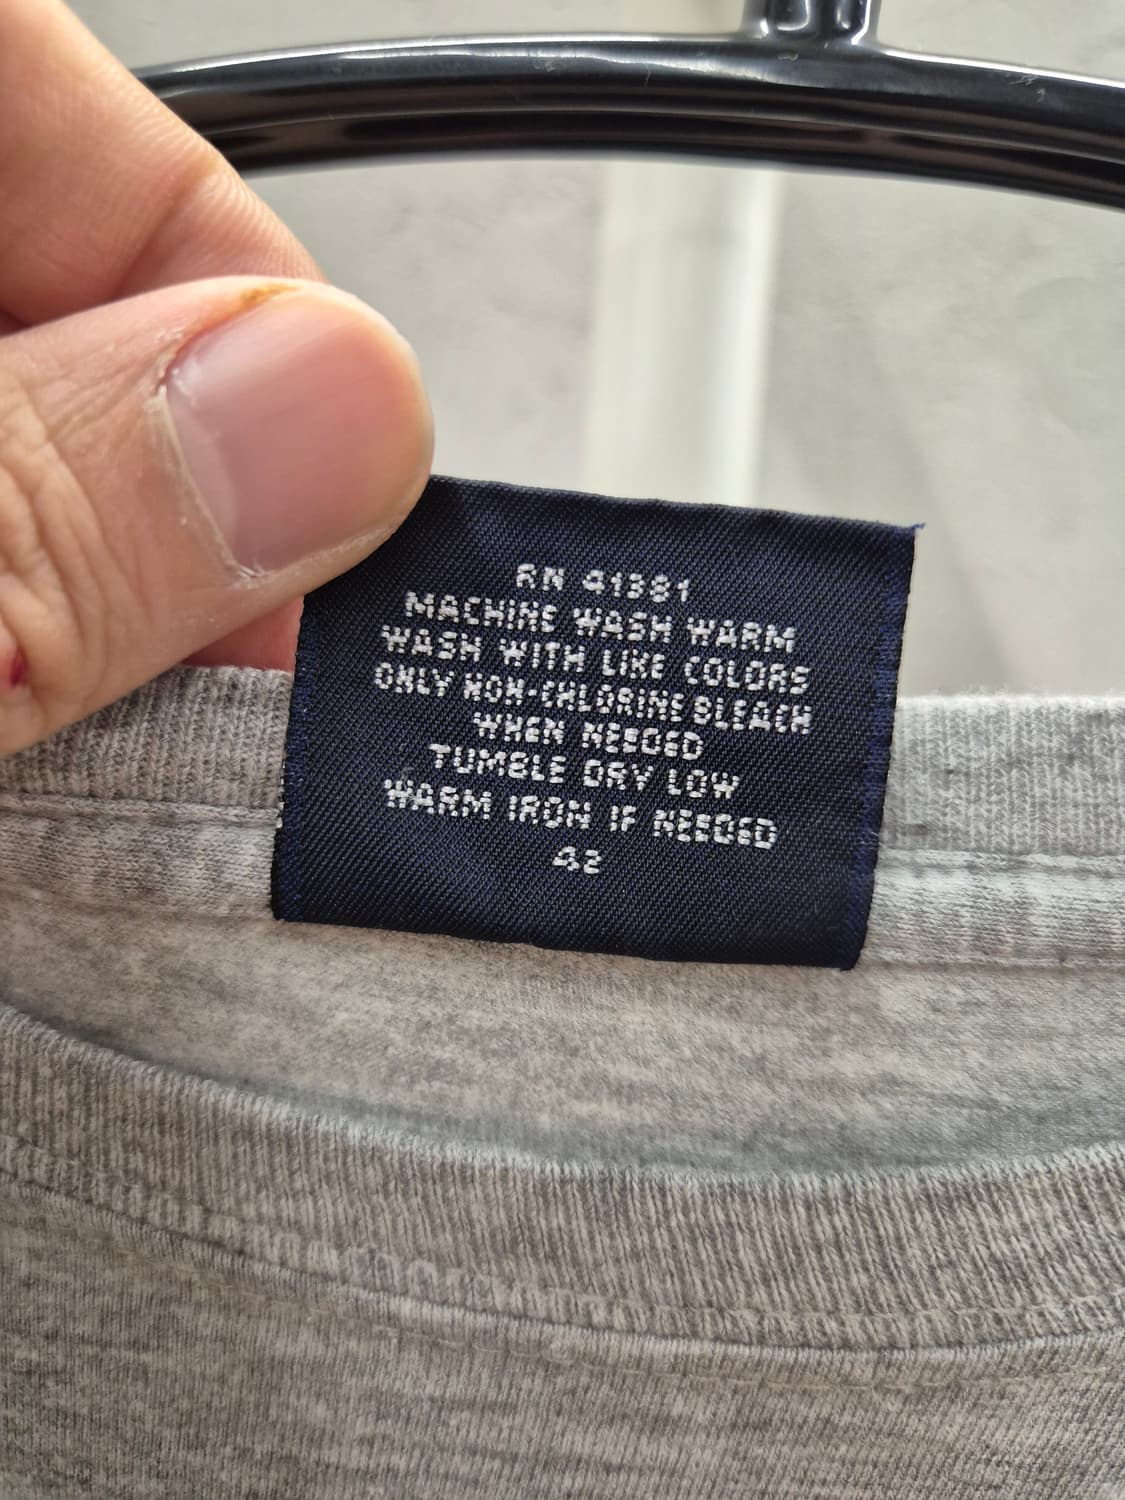 RN 41381
MACHINE WASH WARM
WASH WITH LIKE COLORS
ONLY NON-CHLORINE BLEACH
WHEN NEEDED
TUMBLE DRY LOW
WARM IRON IF NEEDED
42